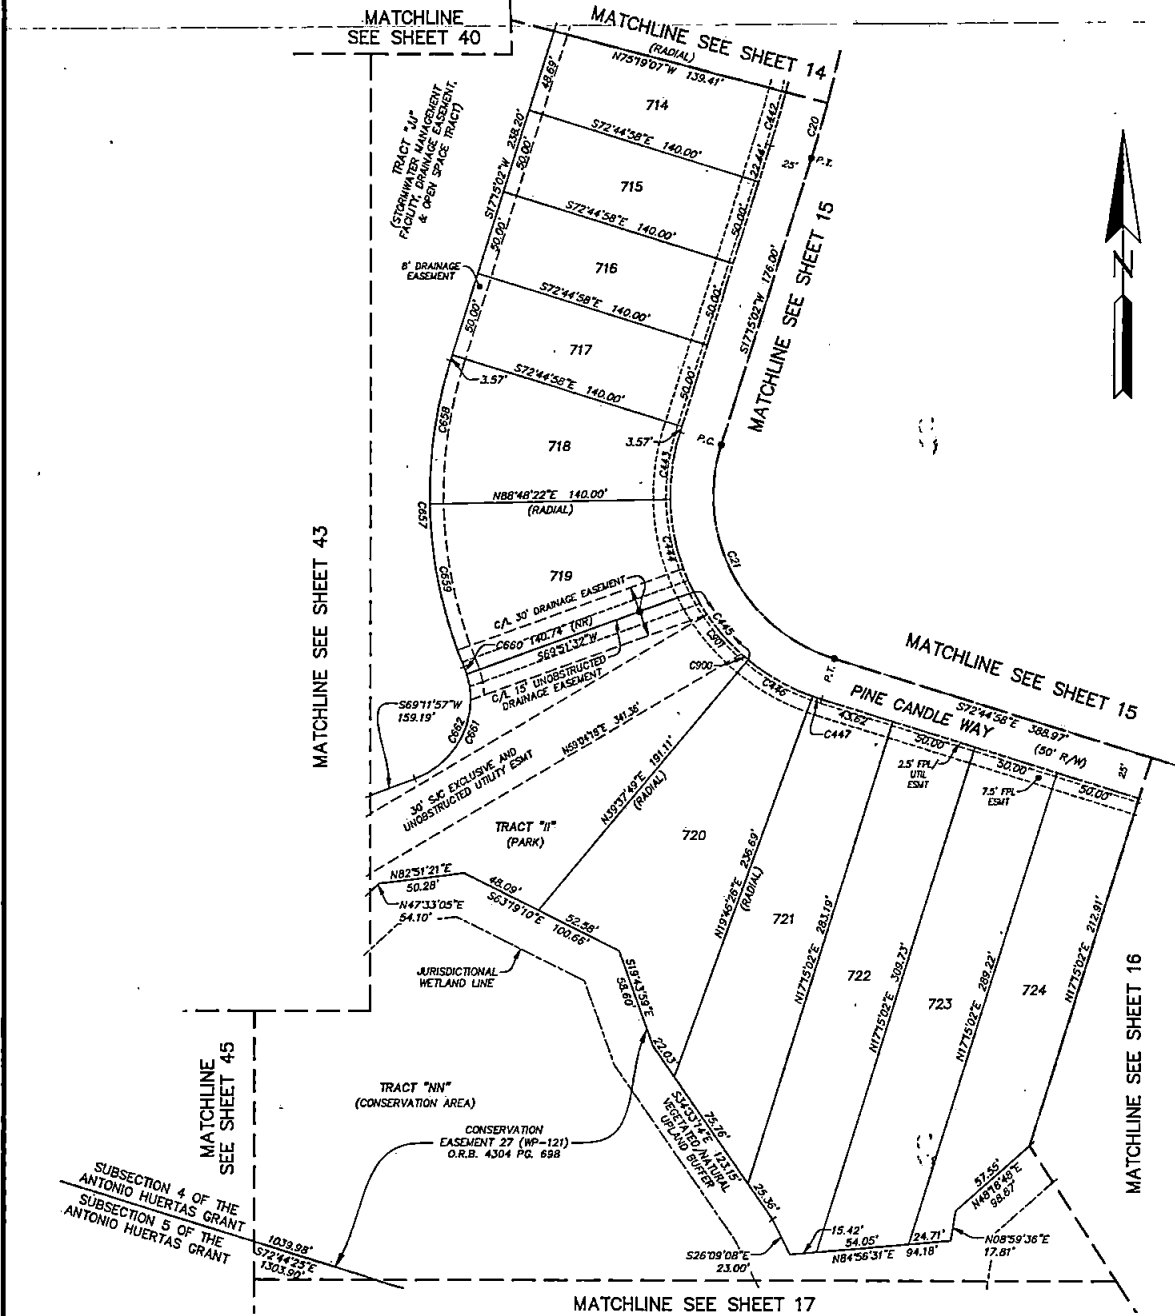 MATCHLINE
SEE SHEET 40
MATCHLINE SEE SHEET 14
(RADIAL)
N75°19'07"W 139.41'
714
C442
C20
48.69'
TRACT "JJ"
(STORMWATER MANAGEMENT
FACILITY, DRAINAGE EASEMENT,
& OPEN SPACE TRACT)
S17°15'02"W 238.20'
50.00'
S72°44'58"E 140.00'
22.44'
25'
P.T.
715
50.00'
S72°44'58"E 140.00'
50.00'
MATCHLINE SEE SHEET 15
S17°15'02"W 176.00'
8' DRAINAGE
EASEMENT
716
50.00'
S72°44'58"E 140.00'
50.00'
N
717
50.00'
S72°44'58"E 140.00'
3.57'
3.57'
P.C.
C658
718
C443
N88°48'22"E 140.00'
(RADIAL)
C657
C444
C21
MATCHLINE SEE SHEET 43
C659
719
C/L 30' DRAINAGE EASEMENT
C660
140.74' (NR)
S69°51'32"W
C445
C901
C/L 15' UNOBSTRUCTED
DRAINAGE EASEMENT
C900
C446
P.T.
MATCHLINE SEE SHEET 15
PINE CANDLE WAY
S72°44'58"E 388.97'
(50' R/W)
25'
S69°11'57"W
159.19'
C662
C661
43.62'
C447
50.00'
2.5' FPL
UTIL
ESMT
50.00'
7.5' FPL
ESMT
50.00'
30' SJC EXCLUSIVE AND
UNOBSTRUCTED UTILITY ESMT
N59°04'19"E 341.36'
N39°37'49"E 191.11'
(RADIAL)
TRACT "II"
(PARK)
720
N19°46'26"E 236.69'
(RADIAL)
N82°51'21"E
50.28'
48.09'
S63°19'10"E 100.66'
52.58'
N47°33'05"E
54.10'
721
N17°15'02"E 283.19'
722
N17°15'02"E 309.73'
723
N17°15'02"E 289.22'
724
N17°15'02"E 212.91'
JURISDICTIONAL
WETLAND LINE
S19°43'59"E
58.60'
MATCHLINE SEE SHEET 16
MATCHLINE
SEE SHEET 45
22.03'
75.76'
S34°33'14"E 123.15'
VEGETATED/NATURAL
UPLAND BUFFER
25.36'
TRACT "NN"
(CONSERVATION AREA)
CONSERVATION
EASEMENT 27 (WP-121)
O.R.B. 4304 PG. 698
57.55'
N48°18'48"E
98.67'
SUBSECTION 4 OF THE
ANTONIO HUERTAS GRANT
SUBSECTION 5 OF THE
ANTONIO HUERTAS GRANT
1039.98'
S72°44'25"E
1303.90'
S26°09'08"E
23.00'
15.42'
54.05'
24.71'
N84°56'31"E 94.18'
N08°59'36"E
17.81'
MATCHLINE SEE SHEET 17